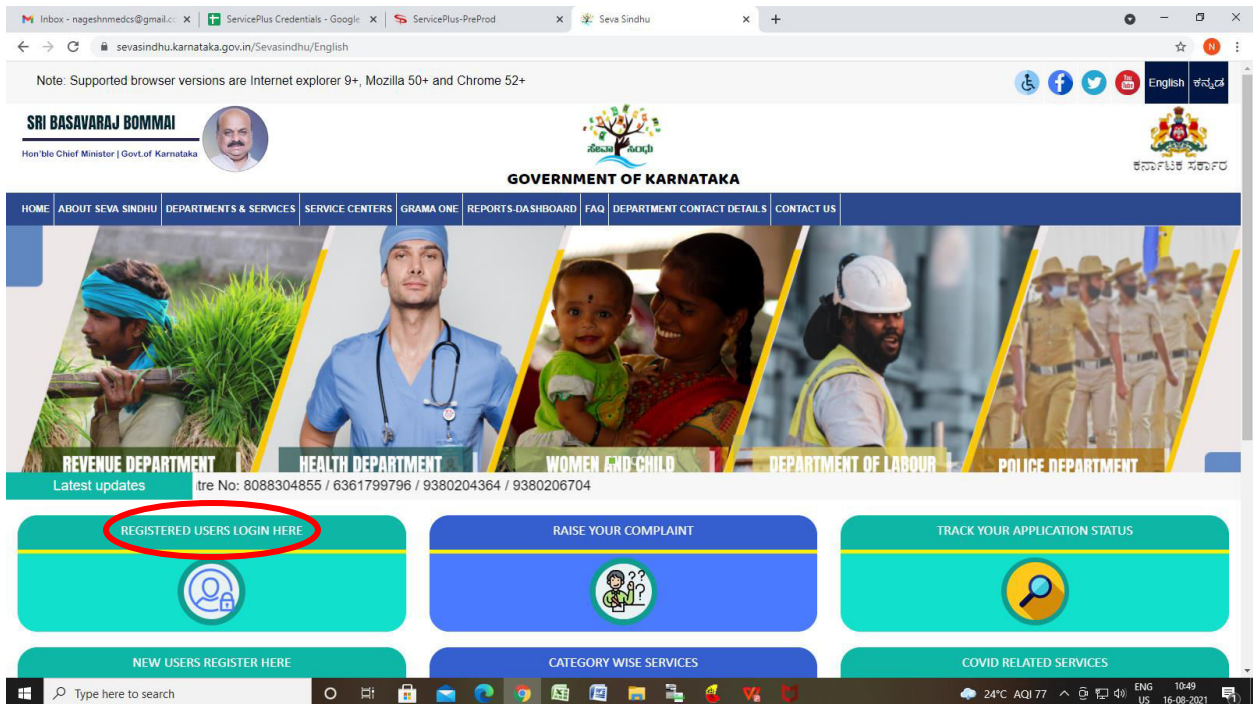 Inbox - nageshnmedcs@gmail.cc
ServicePlus Credentials - Google
ServicePlus-PreProd
Seva Sindhu
sevasindhu.karnataka.gov.in/Sevasindhu/English
N
Note: Supported browser versions are Internet explorer 9+, Mozilla 50+ and Chrome 52+
You
Tube
English ಕನ್ನಡ
SRI BASAVARAJ BOMMAI
Hon'ble Chief Minister | Govt.of Karnataka
ಸೇವಾ ಸಿಂಧು
GOVERNMENT OF KARNATAKA
ಕರ್ನಾಟಕ ಸರ್ಕಾರ
HOME ABOUT SEVA SINDHU DEPARTMENTS & SERVICES SERVICE CENTERS GRAMA ONE REPORTS-DASHBOARD FAQ DEPARTMENT CONTACT DETAILS CONTACT US
REVENUE DEPARTMENT HEALTH DEPARTMENT WOMEN AND CHILD DEPARTMENT OF LABOUR POLICE DEPARTMENT
Latest updates itre No: 8088304855 / 6361799796 / 9380204364 / 9380206704
REGISTERED USERS LOGIN HERE RAISE YOUR COMPLAINT TRACK YOUR APPLICATION STATUS
NEW USERS REGISTER HERE CATEGORY WISE SERVICES COVID RELATED SERVICES
Type here to search
24°C AQI 77
ENG
US
10:49
16-08-2021
1